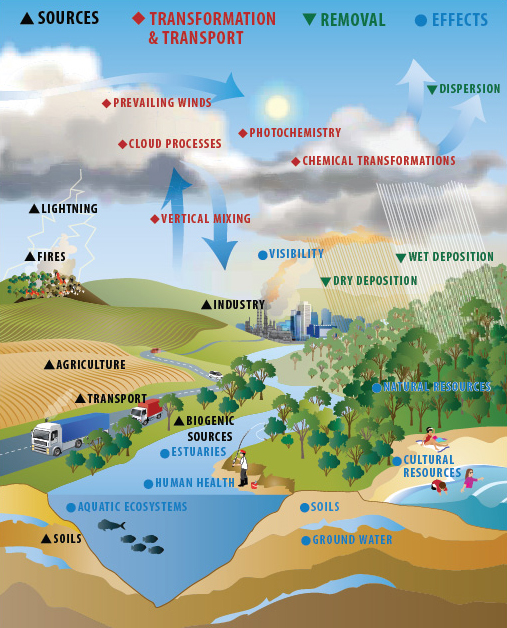 ▲ SOURCES
◆ TRANSFORMATION
& TRANSPORT
▼ REMOVAL
● EFFECTS
▼ DISPERSION
◆ PREVAILING WINDS
◆ PHOTOCHEMISTRY
◆ CLOUD PROCESSES
◆ CHEMICAL TRANSFORMATIONS
▲ LIGHTNING
◆ VERTICAL MIXING
▲ FIRES
● VISIBILITY
▼ WET DEPOSITION
▼ DRY DEPOSITION
▲ INDUSTRY
▲ AGRICULTURE
● NATURAL RESOURCES
▲ TRANSPORT
▲ BIOGENIC
SOURCES
● ESTUARIES
● CULTURAL
RESOURCES
● HUMAN HEALTH
● AQUATIC ECOSYSTEMS
● SOILS
▲ SOILS
● GROUND WATER